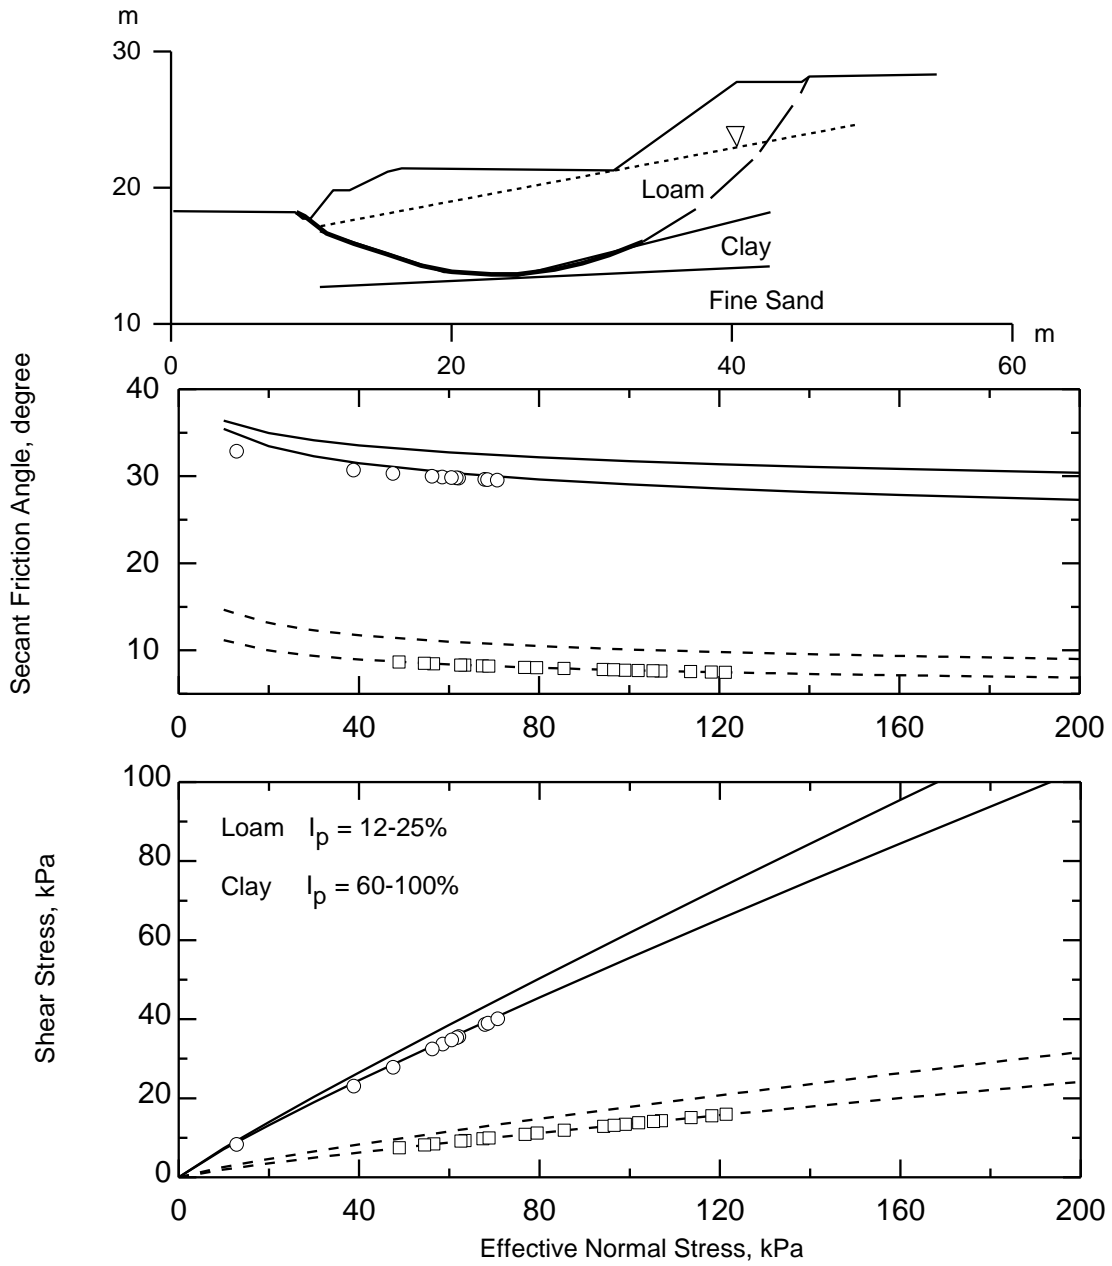 m
30
20
10
Loam
Clay
Fine Sand
m
0 20 40 60
Secant Friction Angle, degree
40
30
20
10
0 40 80 120 160 200
Shear Stress, kPa
100
80
60
40
20
0
Loam Ip = 12-25%
Clay Ip = 60-100%
0 40 80 120 160 200
Effective Normal Stress, kPa